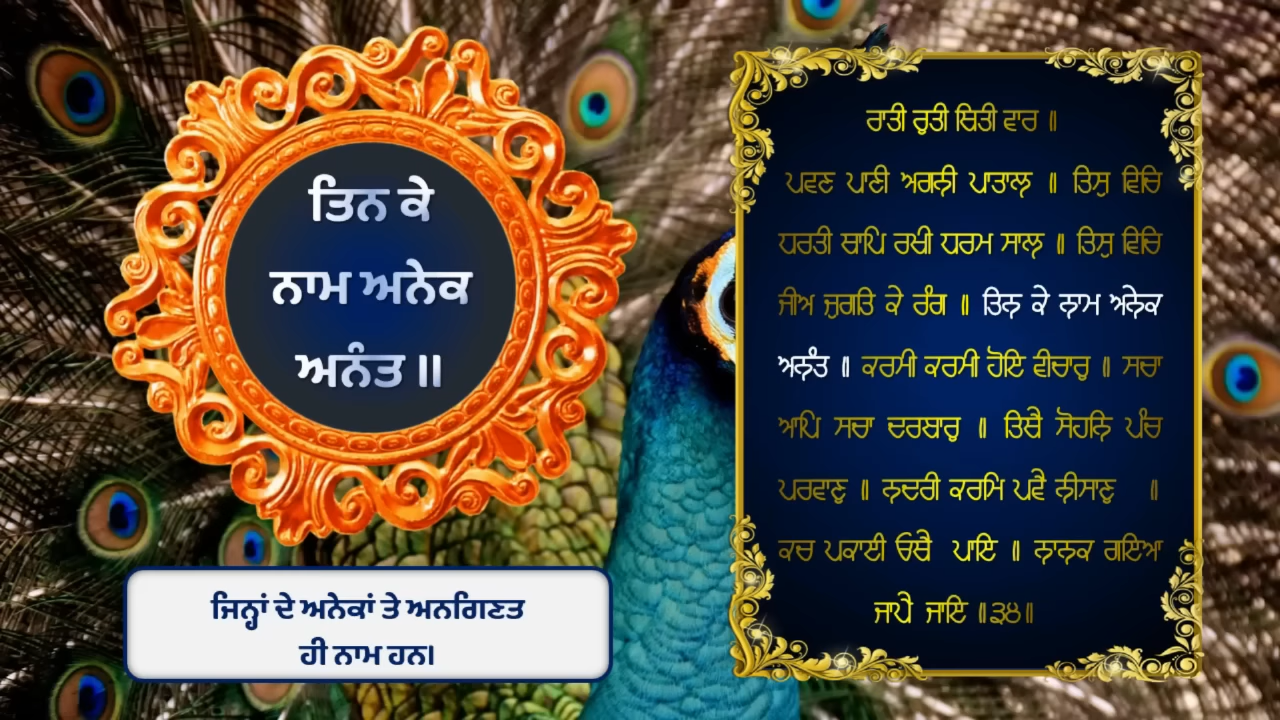 ਤਿਨ ਕੇ
ਨਾਮ ਅਨੇਕ
ਅਨੰਤ ॥
ਜਿਨ੍ਹਾਂ ਦੇ ਅਨੇਕਾਂ ਤੇ ਅਨਗਿਣਤ
ਹੀ ਨਾਮ ਹਨ।
ਰਾਤੀ ਰੁਤੀ ਥਿਤੀ ਵਾਰ ॥
ਪਵਣ ਪਾਣੀ ਅਗਨੀ ਪਾਤਾਲ ॥ ਤਿਸੁ ਵਿਚਿ
ਧਰਤੀ ਥਾਪਿ ਰਖੀ ਧਰਮ ਸਾਲ ॥ ਤਿਸੁ ਵਿਚਿ
ਜੀਅ ਜੁਗਤਿ ਕੇ ਰੰਗ ॥ ਤਿਨ ਕੇ ਨਾਮ ਅਨੇਕ
ਅਨੰਤ ॥ ਕਰਮੀ ਕਰਮੀ ਹੋਇ ਵੀਚਾਰੁ ॥ ਸਚਾ
ਆਪਿ ਸਚਾ ਦਰਬਾਰੁ ॥ ਤਿਥੈ ਸੋਹਨਿ ਪੰਚ
ਪਰਵਾਣੁ ॥ ਨਦਰੀ ਕਰਮਿ ਪਵੈ ਨੀਸਾਣੁ ॥
ਕਚ ਪਕਾਈ ਓਥੈ ਪਾਇ ॥ ਨਾਨਕ ਗਇਆ
ਜਾਪੈ ਜਾਇ ॥੩੪॥